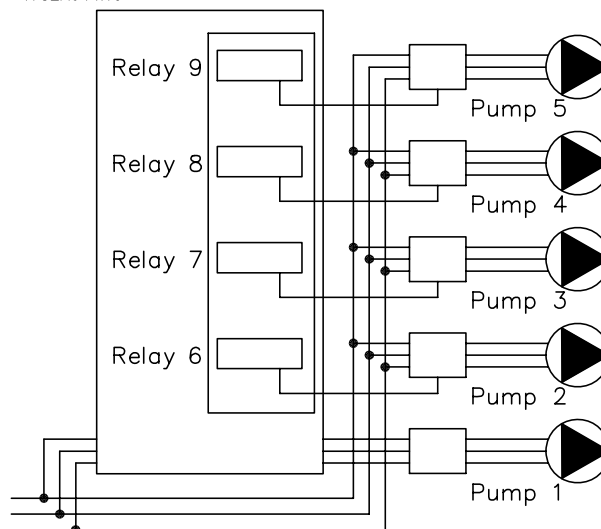 Relay 9
Pump 5
Relay 8
Pump 4
Relay 7
Pump 3
Relay 6
Pump 2
Pump 1